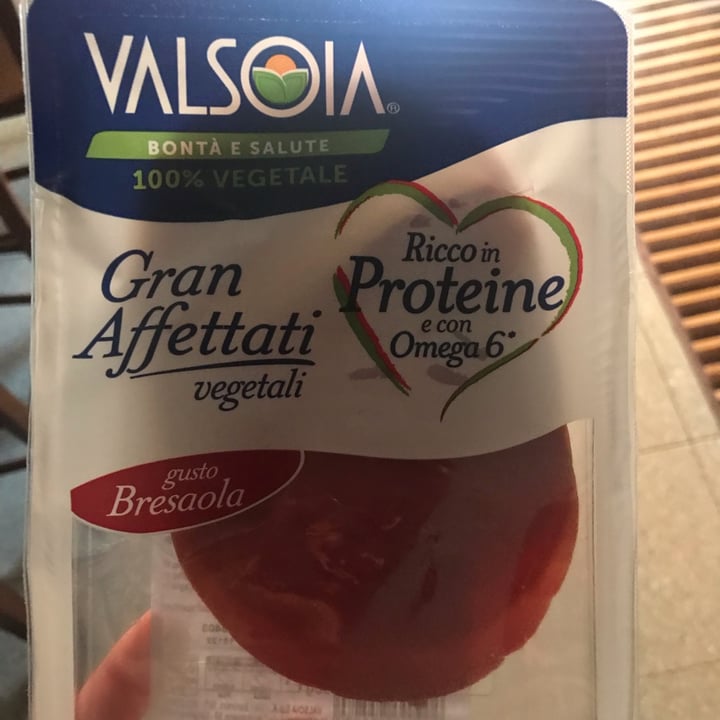 VALSOIA®
BONTÀ E SALUTE
100% VEGETALE
Gran
Affettati
vegetali
Ricco in
Proteine
e con
Omega 6*
gusto
Bresaola